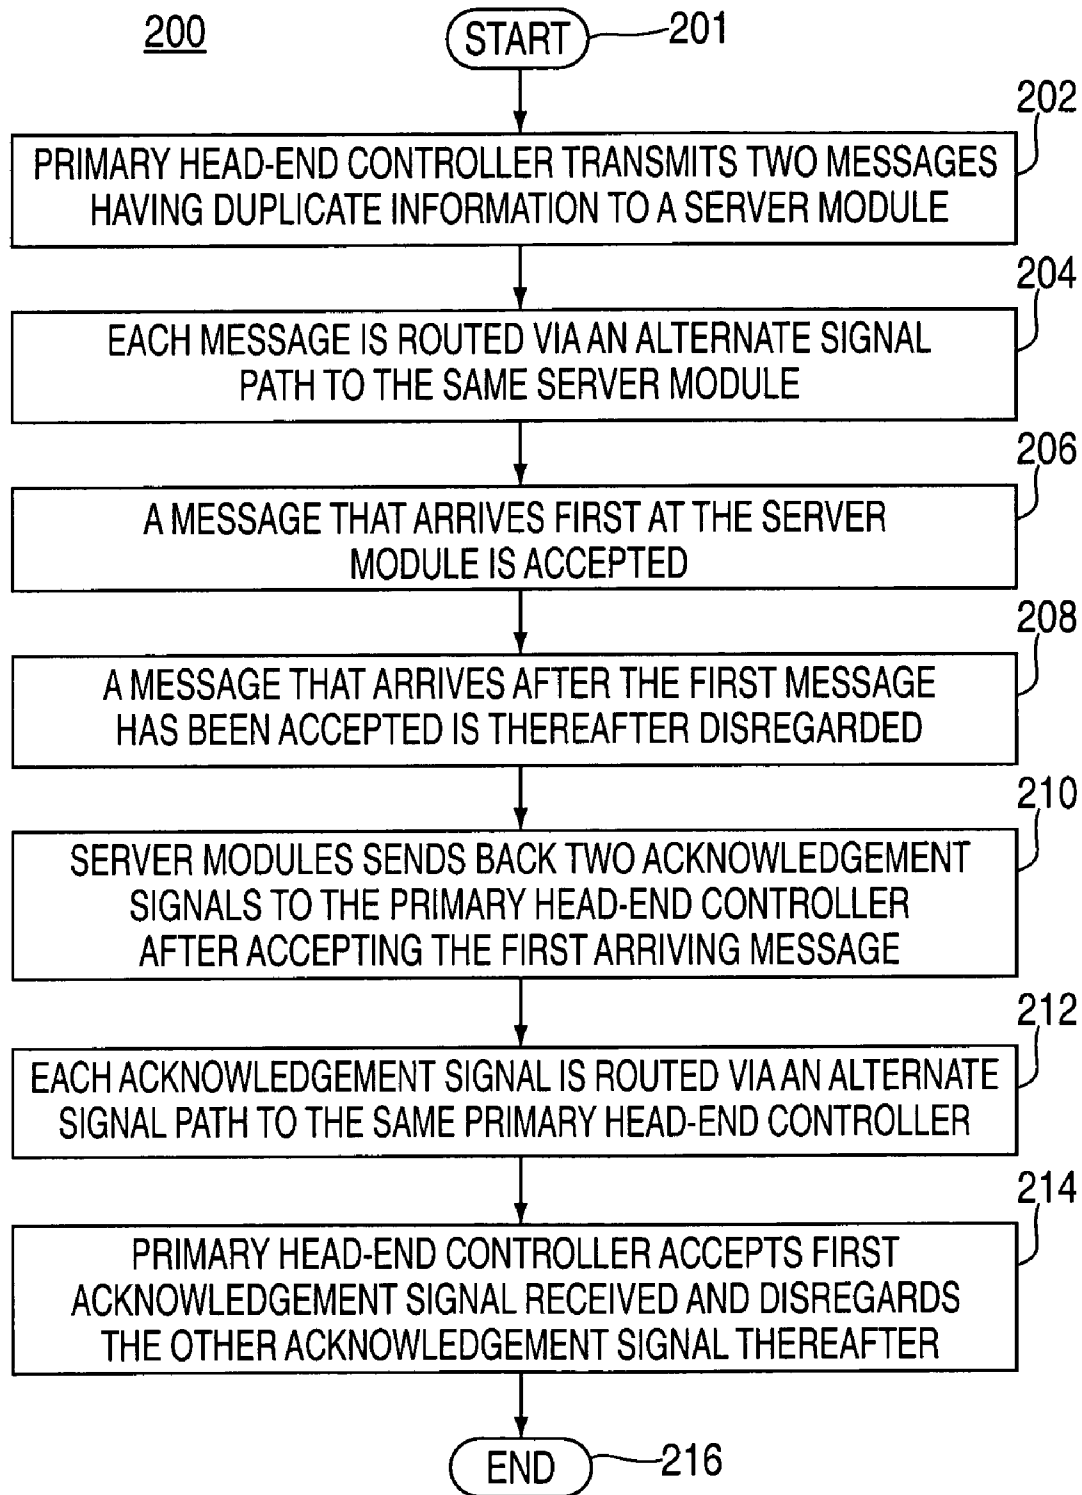 200
START
201
202
PRIMARY HEAD-END CONTROLLER TRANSMITS TWO MESSAGES
HAVING DUPLICATE INFORMATION TO A SERVER MODULE
204
EACH MESSAGE IS ROUTED VIA AN ALTERNATE SIGNAL
PATH TO THE SAME SERVER MODULE
206
A MESSAGE THAT ARRIVES FIRST AT THE SERVER
MODULE IS ACCEPTED
208
A MESSAGE THAT ARRIVES AFTER THE FIRST MESSAGE
HAS BEEN ACCEPTED IS THEREAFTER DISREGARDED
210
SERVER MODULES SENDS BACK TWO ACKNOWLEDGEMENT
SIGNALS TO THE PRIMARY HEAD-END CONTROLLER
AFTER ACCEPTING THE FIRST ARRIVING MESSAGE
212
EACH ACKNOWLEDGEMENT SIGNAL IS ROUTED VIA AN ALTERNATE
SIGNAL PATH TO THE SAME PRIMARY HEAD-END CONTROLLER
214
PRIMARY HEAD-END CONTROLLER ACCEPTS FIRST
ACKNOWLEDGEMENT SIGNAL RECEIVED AND DISREGARDS
THE OTHER ACKNOWLEDGEMENT SIGNAL THEREAFTER
END
216